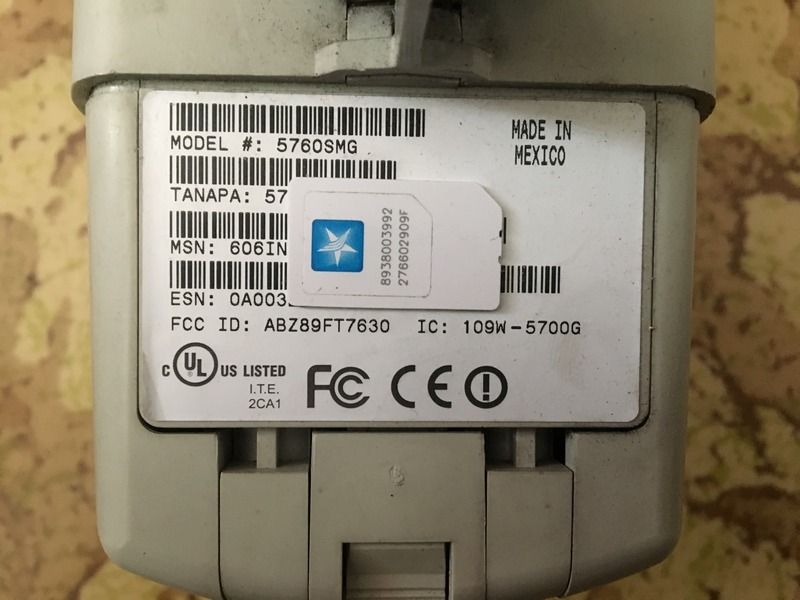 MODEL #: 5760SMG
MADE IN
MEXICO
TANAPA: 57
MSN: 606IN
ESN: 0A003
8938003992
276602909F
FCC ID: ABZ89FT7630 IC: 109W-5700G
C UL US LISTED
I.T.E.
2CA1
FC CE